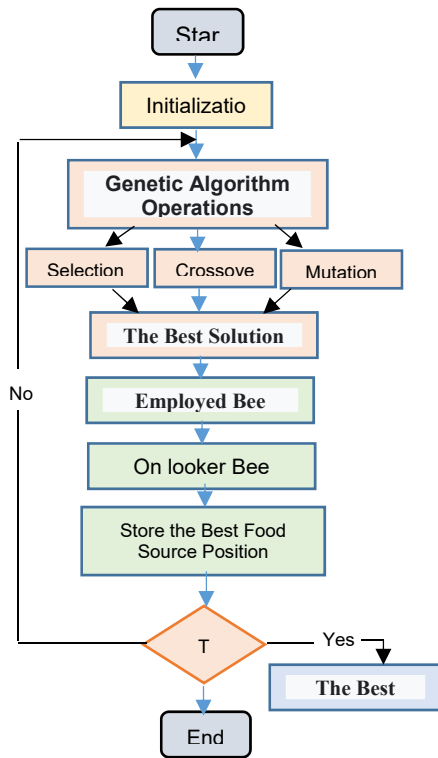 Star
Initializatio
Genetic Algorithm
Operations
Selection
Crossove
Mutation
The Best Solution
No
Employed Bee
On looker Bee
Store the Best Food
Source Position
T
Yes
The Best
End